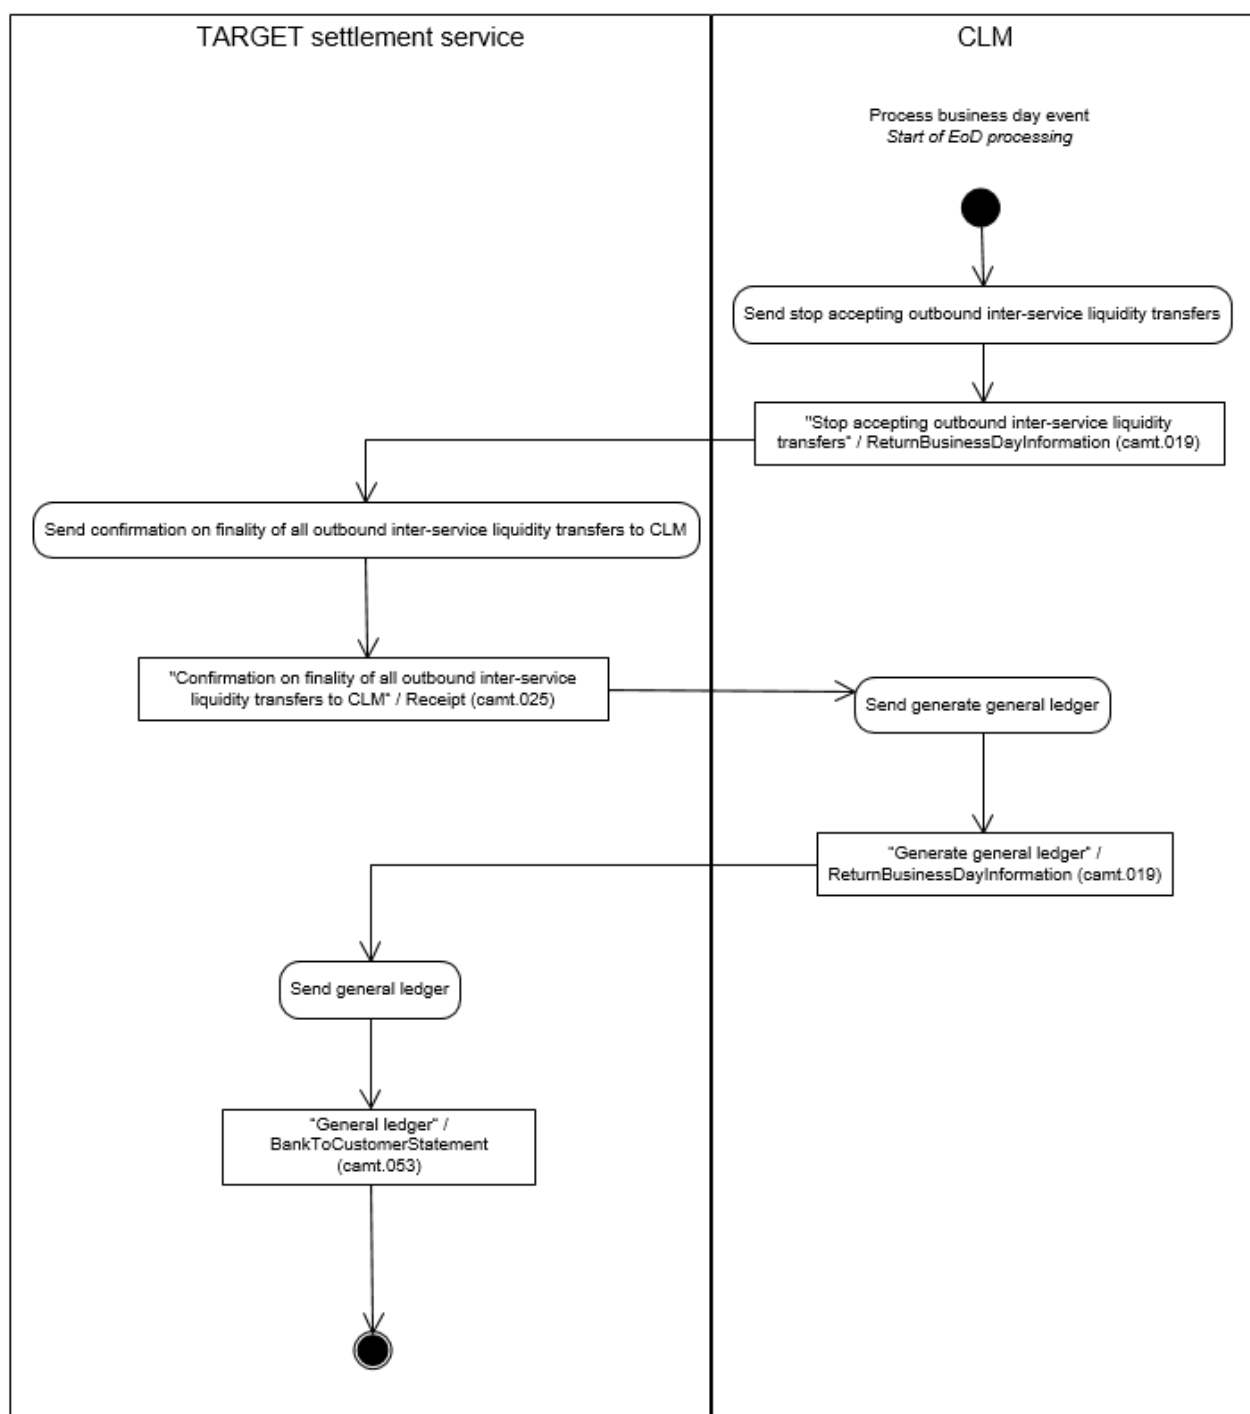 TARGET settlement service
CLM
Process business day event
Start of EoD processing
Send stop accepting outbound inter-service liquidity transfers
"Stop accepting outbound inter-service liquidity
transfers" / ReturnBusinessDayInformation (camt.019)
Send confirmation on finality of all outbound inter-service liquidity transfers to CLM
"Confirmation on finality of all outbound inter-service
liquidity transfers to CLM" / Receipt (camt.025)
Send generate general ledger
"Generate general ledger" /
ReturnBusinessDayInformation (camt.019)
Send general ledger
"General ledger" /
BankToCustomerStatement
(camt.053)